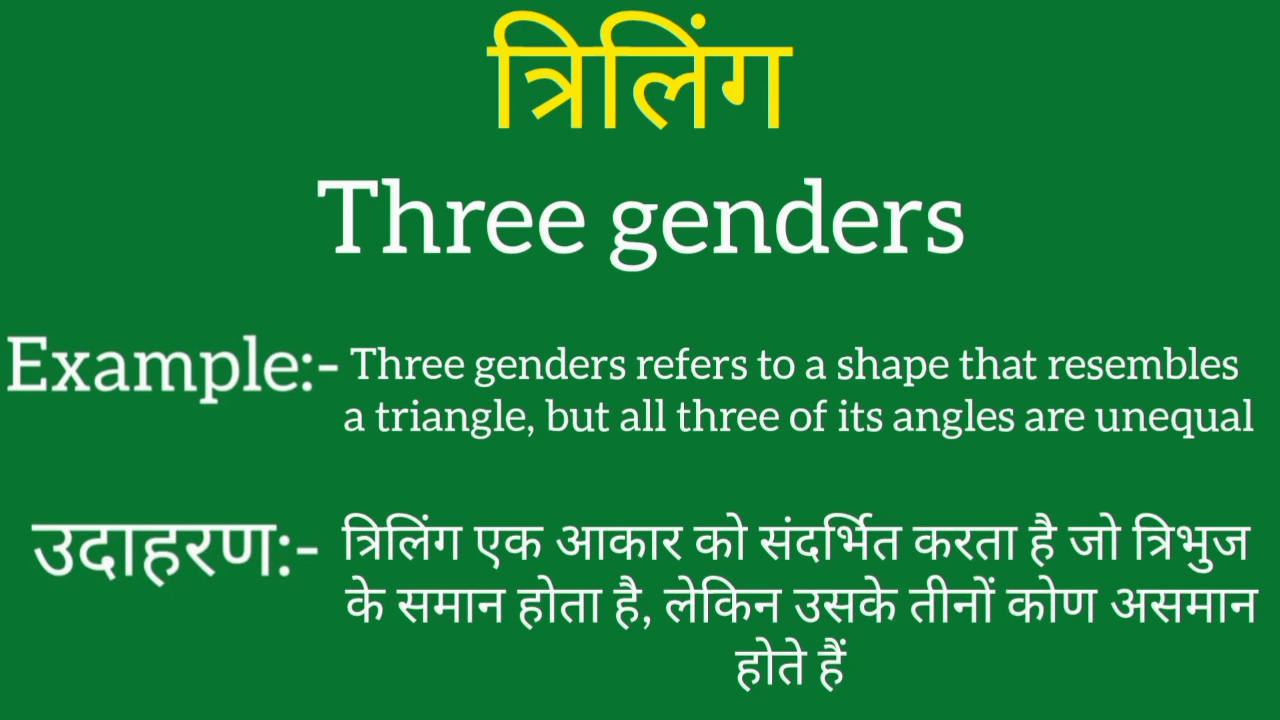 त्रिलिंग
Three genders
Example:- Three genders refers to a shape that resembles
a triangle, but all three of its angles are unequal
उदाहरण:- त्रिलिंग एक आकार को संदर्भित करता है जो त्रिभुज
के समान होता है, लेकिन उसके तीनों कोण असमान
होते हैं